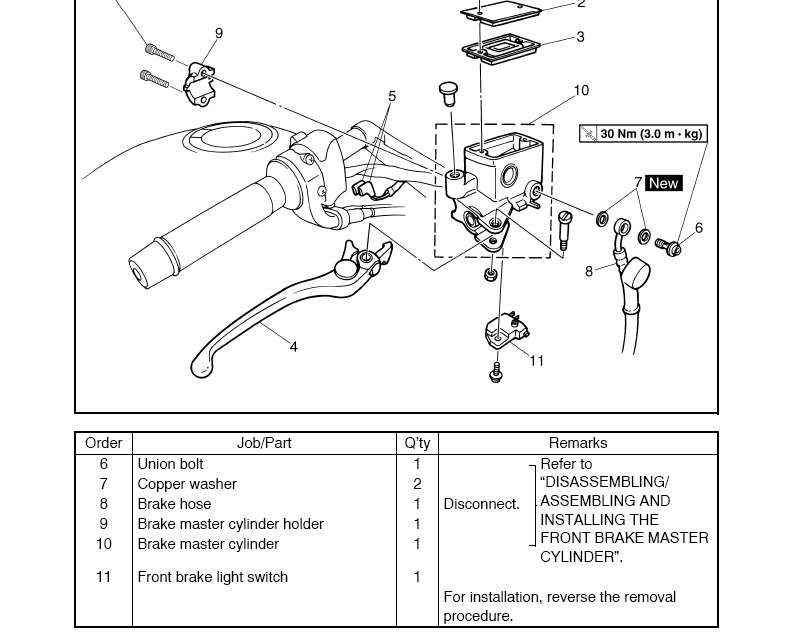 2
3
9
5
10
30 Nm (3.0 m · kg)
7 New
6
8
4
11
Order Job/Part Q'ty Remarks
6 Union bolt 1 Refer to
7 Copper washer 2 “DISASSEMBLING/
8 Brake hose 1 Disconnect. ASSEMBLING AND
9 Brake master cylinder holder 1 INSTALLING THE
10 Brake master cylinder 1 FRONT BRAKE MASTER
CYLINDER”.
11 Front brake light switch 1
For installation, reverse the removal
procedure.